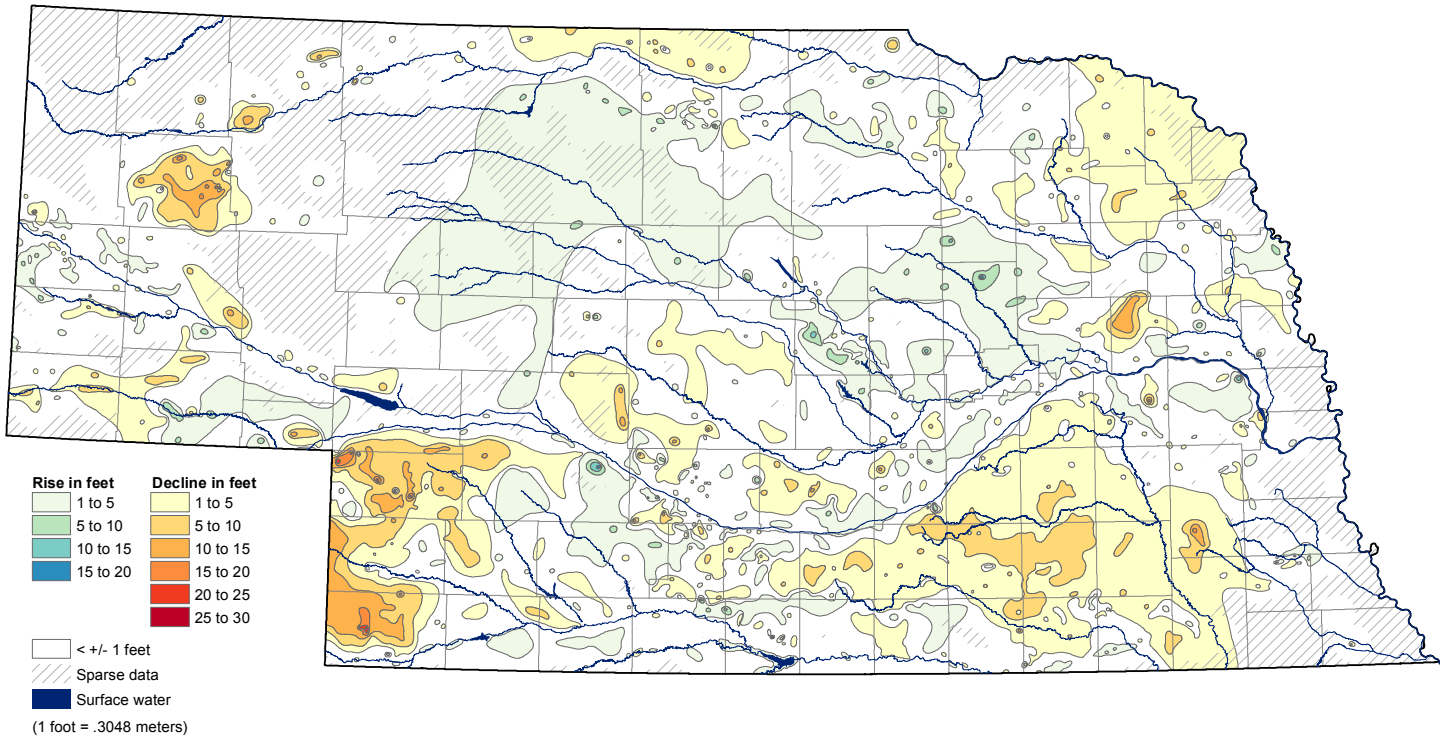 Rise in feet
1 to 5
5 to 10
10 to 15
15 to 20
Decline in feet
1 to 5
5 to 10
10 to 15
15 to 20
20 to 25
25 to 30
< +/- 1 feet
Sparse data
Surface water
(1 foot = .3048 meters)